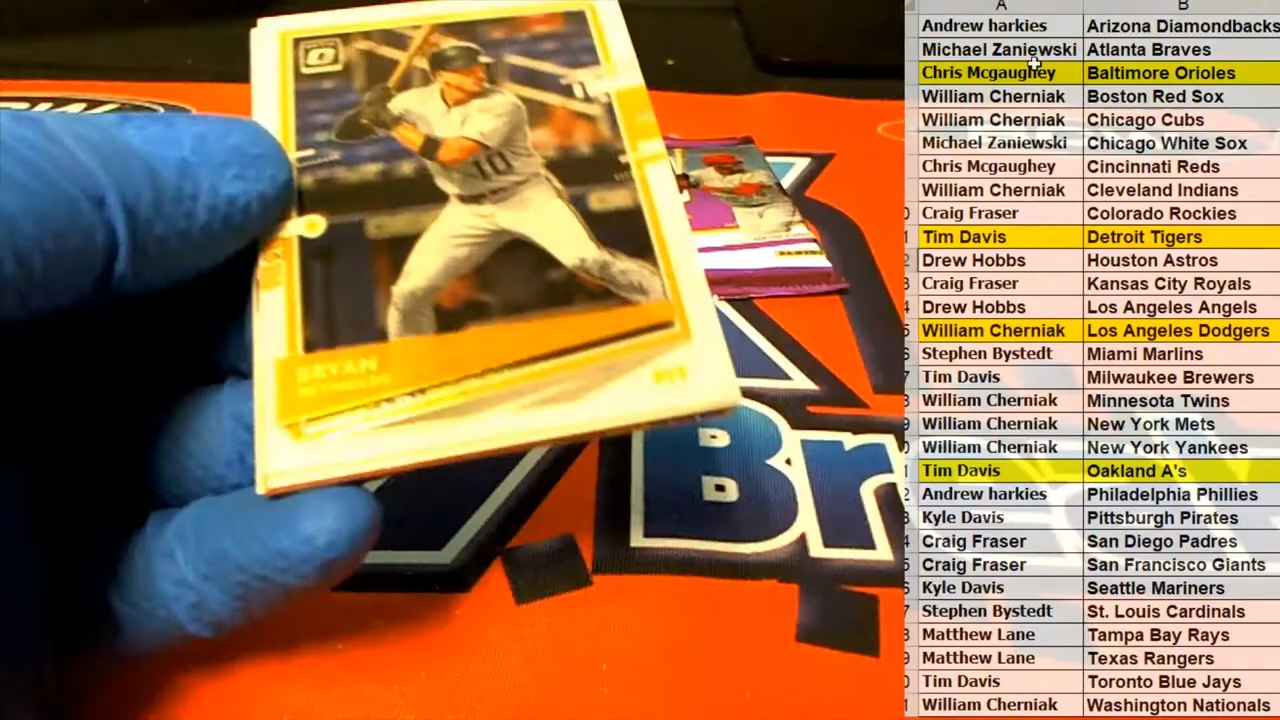 A B
Andrew harkies Arizona Diamondbacks
Michael Zaniewski Atlanta Braves
Chris Mcgaughey Baltimore Orioles
William Cherniak Boston Red Sox
William Cherniak Chicago Cubs
Michael Zaniewski Chicago White Sox
Chris Mcgaughey Cincinnati Reds
William Cherniak Cleveland Indians
Craig Fraser Colorado Rockies
Tim Davis Detroit Tigers
Drew Hobbs Houston Astros
Craig Fraser Kansas City Royals
Drew Hobbs Los Angeles Angels
William Cherniak Los Angeles Dodgers
Stephen Bystedt Miami Marlins
Tim Davis Milwaukee Brewers
William Cherniak Minnesota Twins
William Cherniak New York Mets
William Cherniak New York Yankees
Tim Davis Oakland A's
Andrew harkies Philadelphia Phillies
Kyle Davis Pittsburgh Pirates
Craig Fraser San Diego Padres
Craig Fraser San Francisco Giants
Kyle Davis Seattle Mariners
Stephen Bystedt St. Louis Cardinals
Matthew Lane Tampa Bay Rays
Matthew Lane Texas Rangers
Tim Davis Toronto Blue Jays
William Cherniak Washington Nationals
10
BRYAN
REYNOLDS
PIT
Br